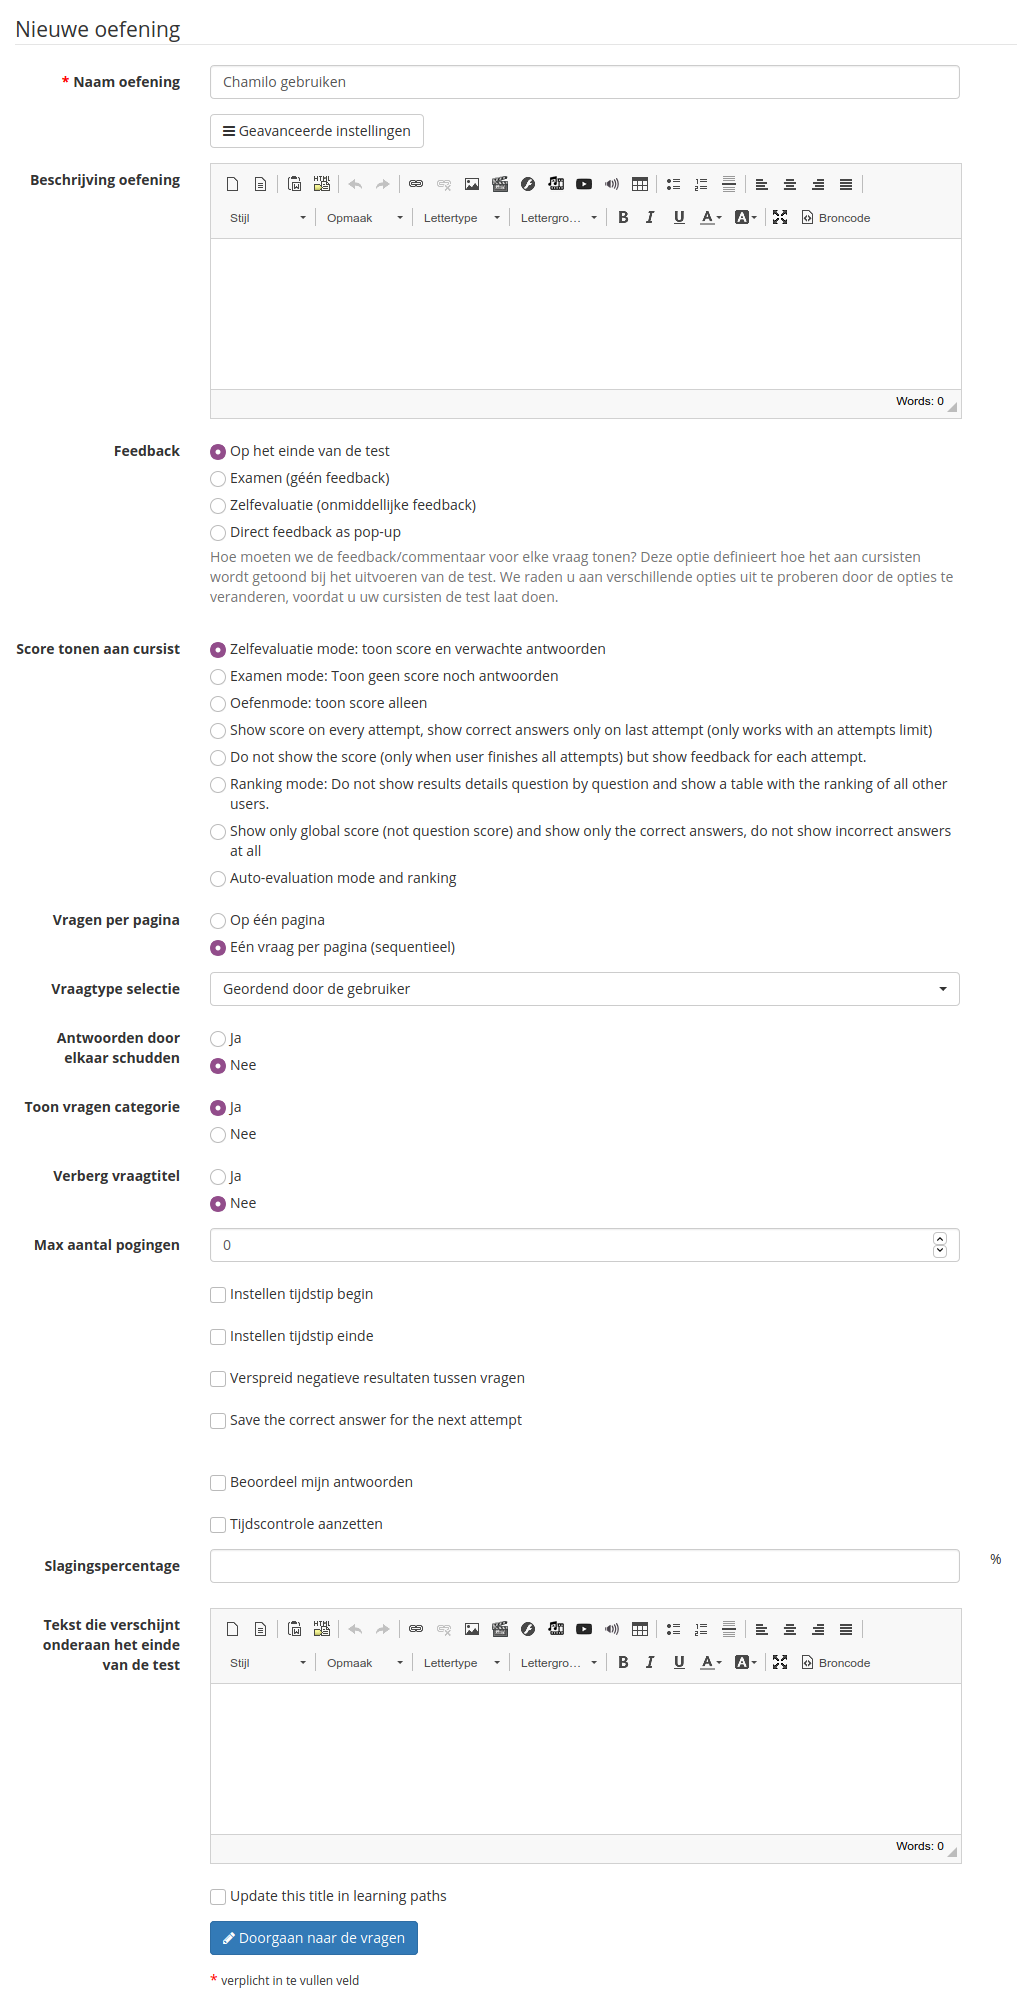 Nieuwe oefening
* Naam oefening
Chamilo gebruiken
Geavanceerde instellingen
Beschrijving oefening
Stijl Opmaak Lettertype Lettergro... B I U A A Broncode
Words: 0
Feedback
Op het einde van de test
Examen (géén feedback)
Zelfevaluatie (onmiddellijke feedback)
Direct feedback as pop-up
Hoe moeten we de feedback/commentaar voor elke vraag tonen? Deze optie definieert hoe het aan cursisten
wordt getoond bij het uitvoeren van de test. We raden u aan verschillende opties uit te proberen door de opties te
veranderen, voordat u uw cursisten de test laat doen.
Score tonen aan cursist
Zelfevaluatie mode: toon score en verwachte antwoorden
Examen mode: Toon geen score noch antwoorden
Oefenmode: toon score alleen
Show score on every attempt, show correct answers only on last attempt (only works with an attempts limit)
Do not show the score (only when user finishes all attempts) but show feedback for each attempt.
Ranking mode: Do not show results details question by question and show a table with the ranking of all other
users.
Show only global score (not question score) and show only the correct answers, do not show incorrect answers
at all
Auto-evaluation mode and ranking
Vragen per pagina
Op één pagina
Eén vraag per pagina (sequentieel)
Vraagtype selectie
Geordend door de gebruiker
Antwoorden door
elkaar schudden
Ja
Nee
Toon vragen categorie
Ja
Nee
Verberg vraagtitel
Ja
Nee
Max aantal pogingen
0
Instellen tijdstip begin
Instellen tijdstip einde
Verspreid negatieve resultaten tussen vragen
Save the correct answer for the next attempt
Beoordeel mijn antwoorden
Tijdscontrole aanzetten
Slagingspercentage
%
Tekst die verschijnt
onderaan het einde
van de test
Stijl Opmaak Lettertype Lettergro... B I U A A Broncode
Words: 0
Update this title in learning paths
Doorgaan naar de vragen
* verplicht in te vullen veld